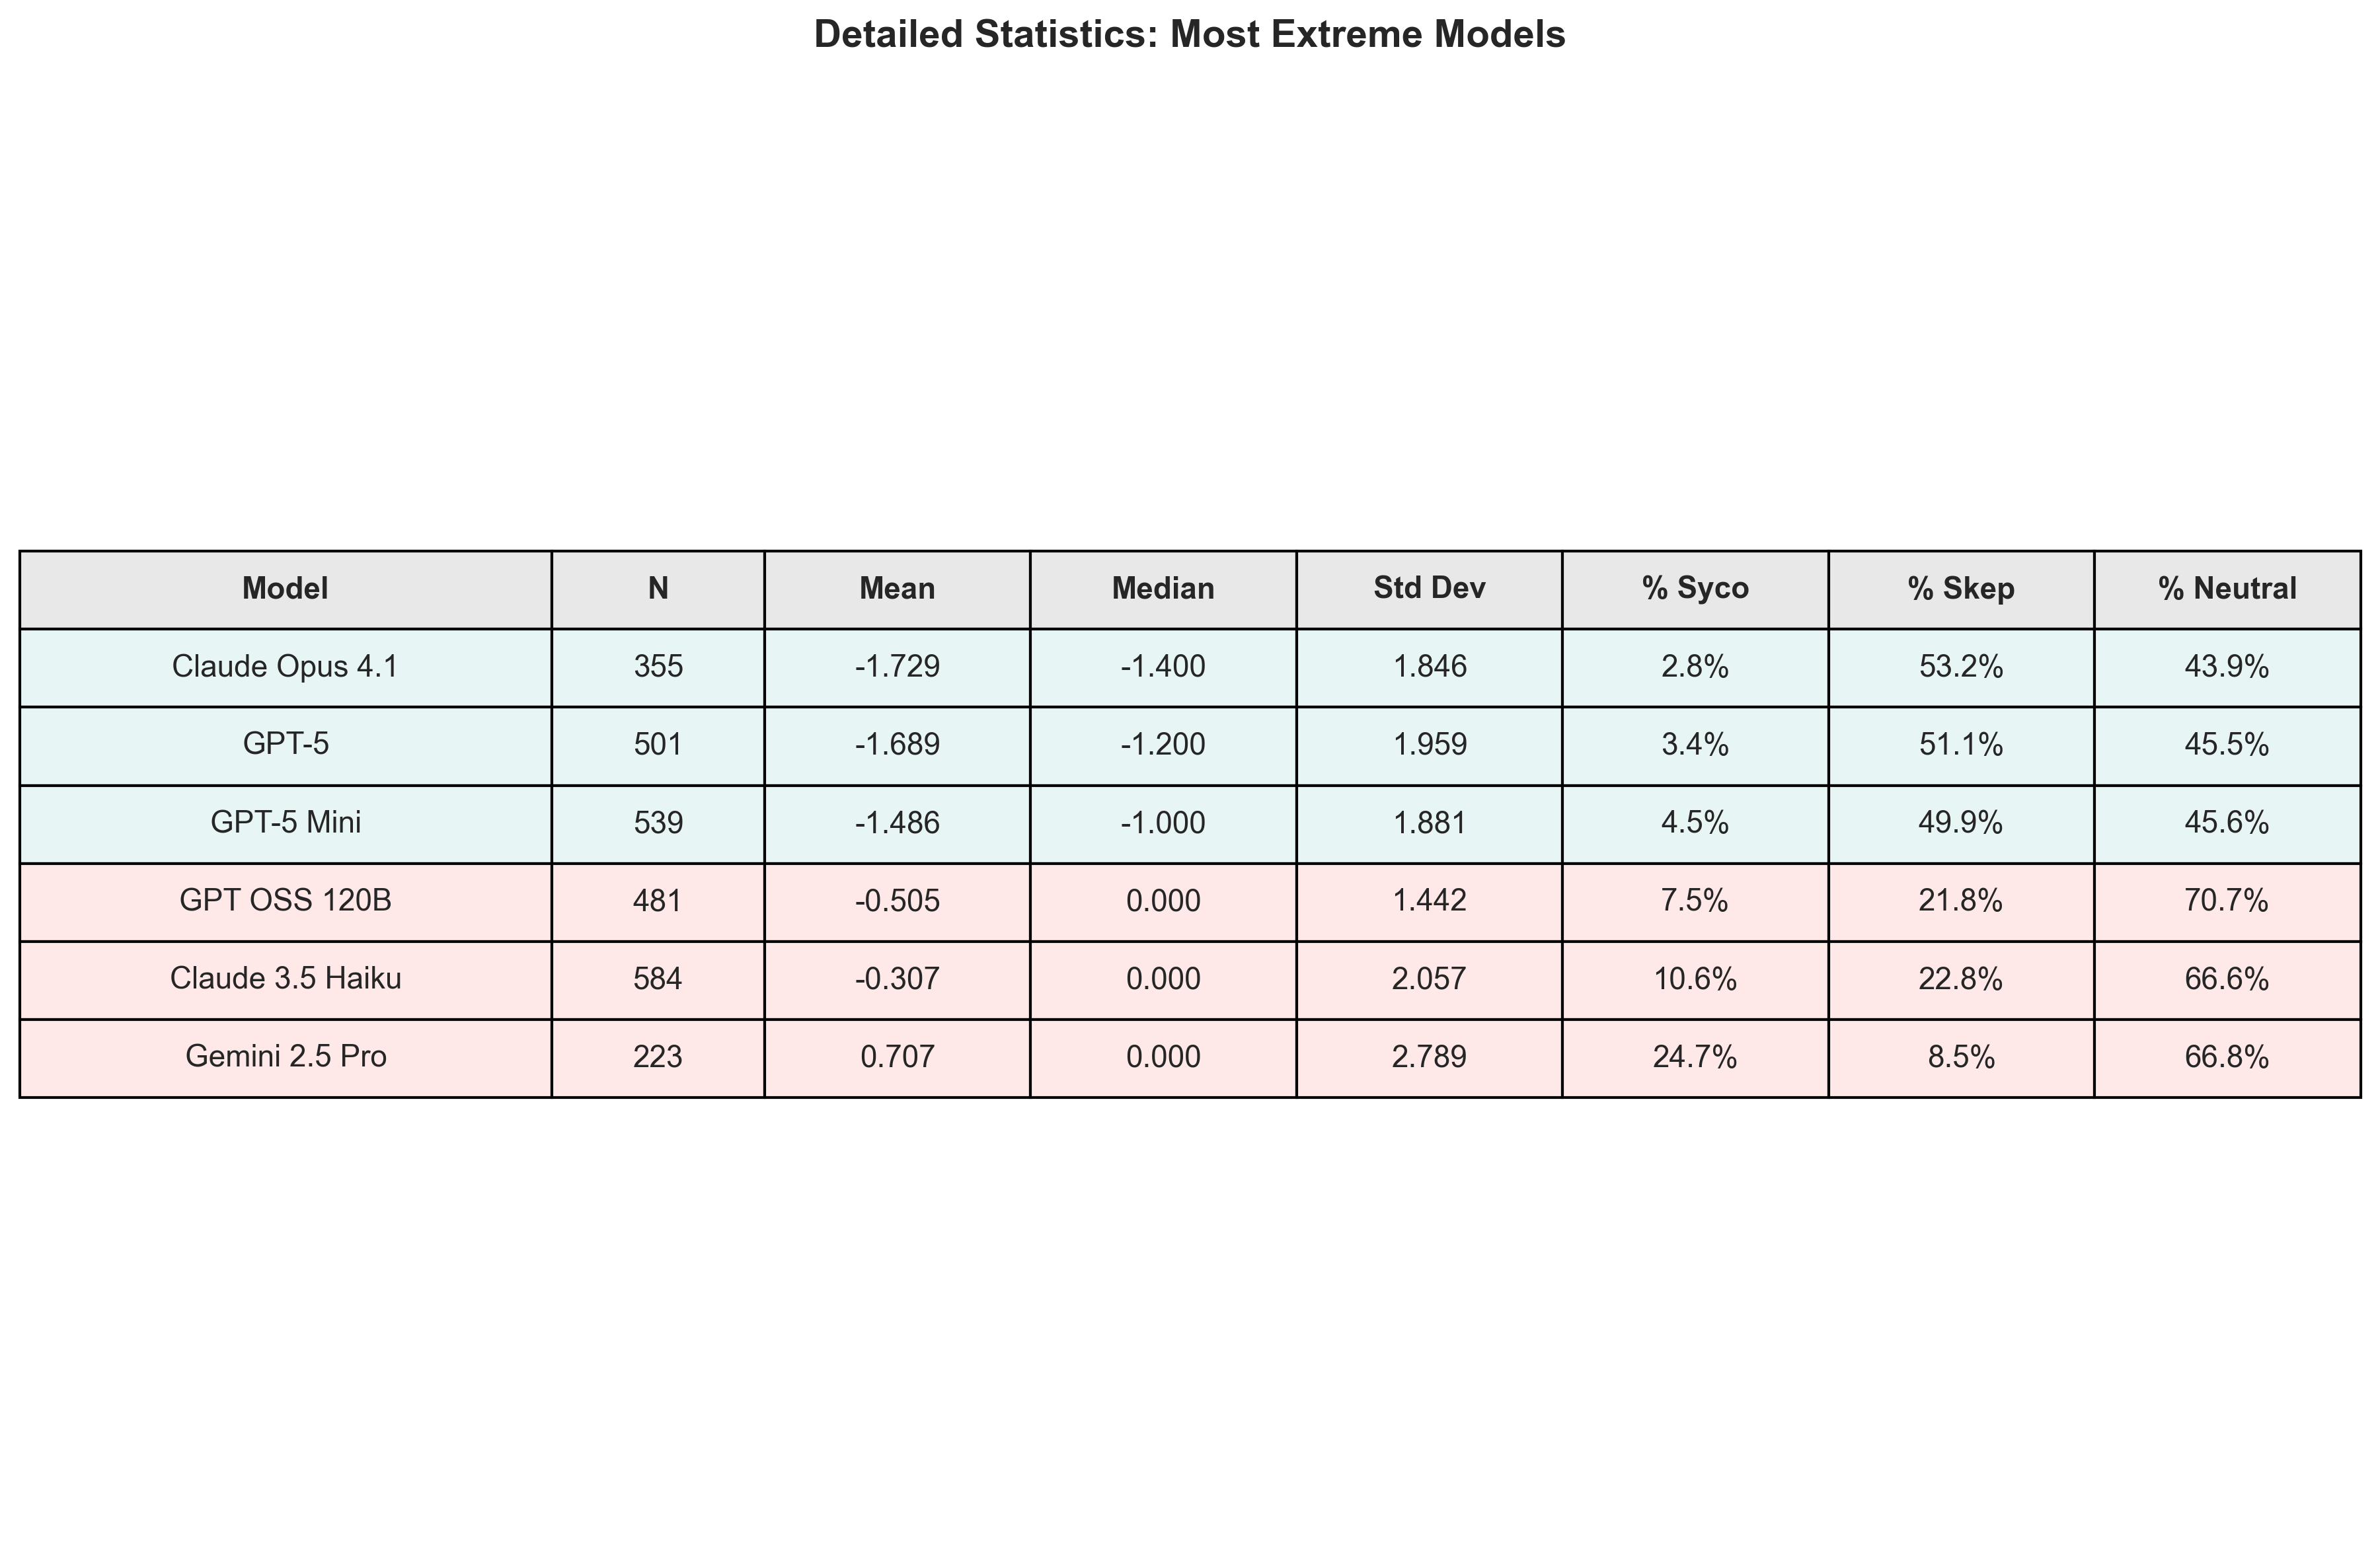 Detailed Statistics: Most Extreme Models
Model N Mean Median Std Dev % Syco % Skep % Neutral
Claude Opus 4.1 355 -1.729 -1.400 1.846 2.8% 53.2% 43.9%
GPT-5 501 -1.689 -1.200 1.959 3.4% 51.1% 45.5%
GPT-5 Mini 539 -1.486 -1.000 1.881 4.5% 49.9% 45.6%
GPT OSS 120B 481 -0.505 0.000 1.442 7.5% 21.8% 70.7%
Claude 3.5 Haiku 584 -0.307 0.000 2.057 10.6% 22.8% 66.6%
Gemini 2.5 Pro 223 0.707 0.000 2.789 24.7% 8.5% 66.8%